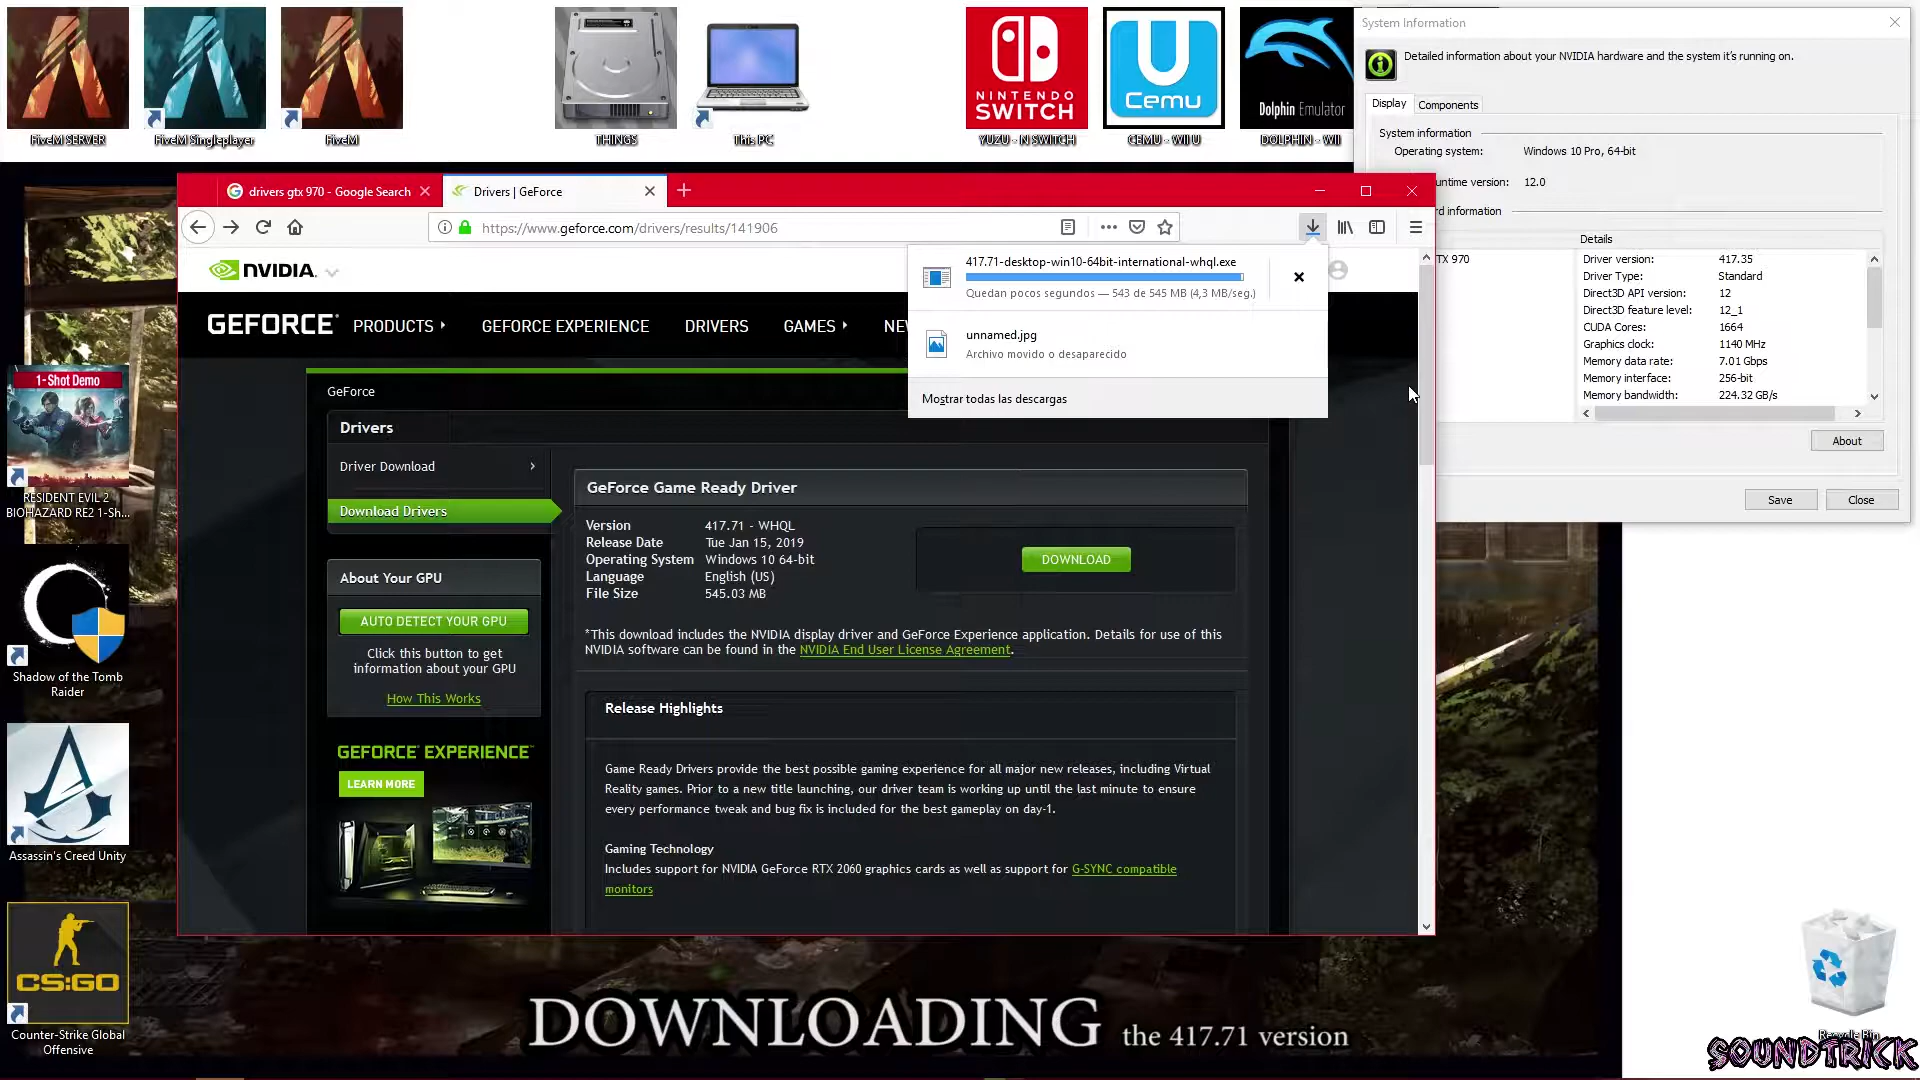 NINTENDO
SWITCH
U
Cemu
Dolphin Emulator
FiveM SERVER
FiveM Singleplayer
FiveM
THINGS
This PC
YUZU - N SWITCH
CEMU - WII U
DOLPHIN - WII
System Information
Detailed information about your NVIDIA hardware and the system it's running on.
Display
Components
System information
Operating system:
Windows 10 Pro, 64-bit
untime version:
12.0
d information
Details
TX 970
Driver version:
417.35
Driver Type:
Standard
Direct3D API version:
12
Direct3D feature level:
12_1
CUDA Cores:
1664
Graphics clock:
1140 MHz
Memory data rate:
7.01 Gbps
Memory interface:
256-bit
Memory bandwidth:
224.32 GB/s
About
Save
Close
drivers gtx 970 - Google Search
Drivers | GeForce
https://www.geforce.com/drivers/results/141906
417.71-desktop-win10-64bit-international-whql.exe
Quedan pocos segundos — 543 de 545 MB (4,3 MB/seg.)
unnamed.jpg
Archivo movido o desaparecido
Mostrar todas las descargas
NVIDIA.
GEFORCE
PRODUCTS
GEFORCE EXPERIENCE
DRIVERS
GAMES
NE
GeForce
Drivers
Driver Download
Download Drivers
About Your GPU
AUTO DETECT YOUR GPU
Click this button to get
information about your GPU
How This Works
GEFORCE EXPERIENCE
LEARN MORE
GeForce Game Ready Driver
Version
417.71 - WHQL
Release Date
Tue Jan 15, 2019
Operating System
Windows 10 64-bit
Language
English (US)
File Size
545.03 MB
DOWNLOAD
*This download includes the NVIDIA display driver and GeForce Experience application. Details for use of this
NVIDIA software can be found in the NVIDIA End User License Agreement.
Release Highlights
Game Ready Drivers provide the best possible gaming experience for all major new releases, including Virtual
Reality games. Prior to a new title launching, our driver team is working up until the last minute to ensure
every performance tweak and bug fix is included for the best gameplay on day-1.
Gaming Technology
Includes support for NVIDIA GeForce RTX 2060 graphics cards as well as support for G-SYNC compatible
monitors
1-Shot Demo
RESIDENT EVIL 2
BIOHAZARD RE2 1-Sh...
Shadow of the Tomb
Raider
Assassin's Creed Unity
CS:GO
Counter-Strike Global
Offensive
Recycle Bin
DOWNLOADING the 417.71 version
SOUNDTRICK